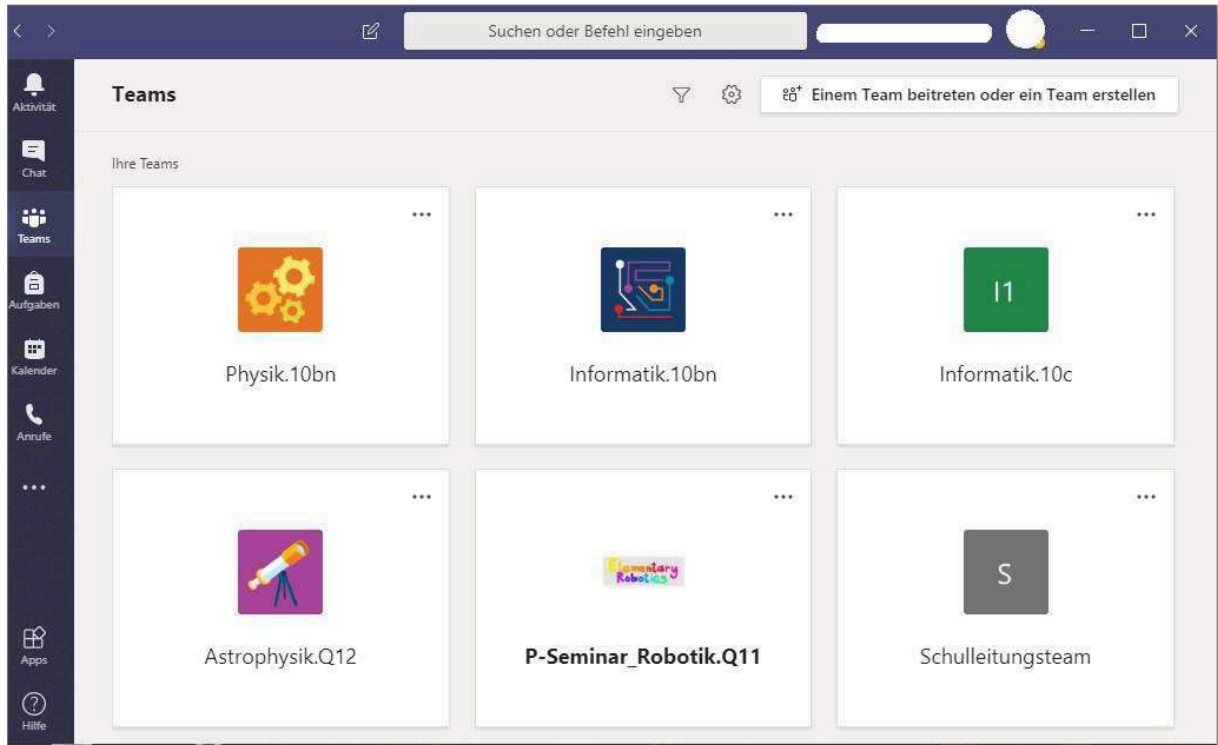 Suchen oder Befehl eingeben
Aktivität
Chat
Teams
Aufgaben
Kalender
Anrufe
Apps
Hilfe
Teams
Einem Team beitreten oder ein Team erstellen
Ihre Teams
Physik.10bn
Informatik.10bn
I1
Informatik.10c
Astrophysik.Q12
Elementary
Robotics
P-Seminar_Robotik.Q11
S
Schulleitungsteam